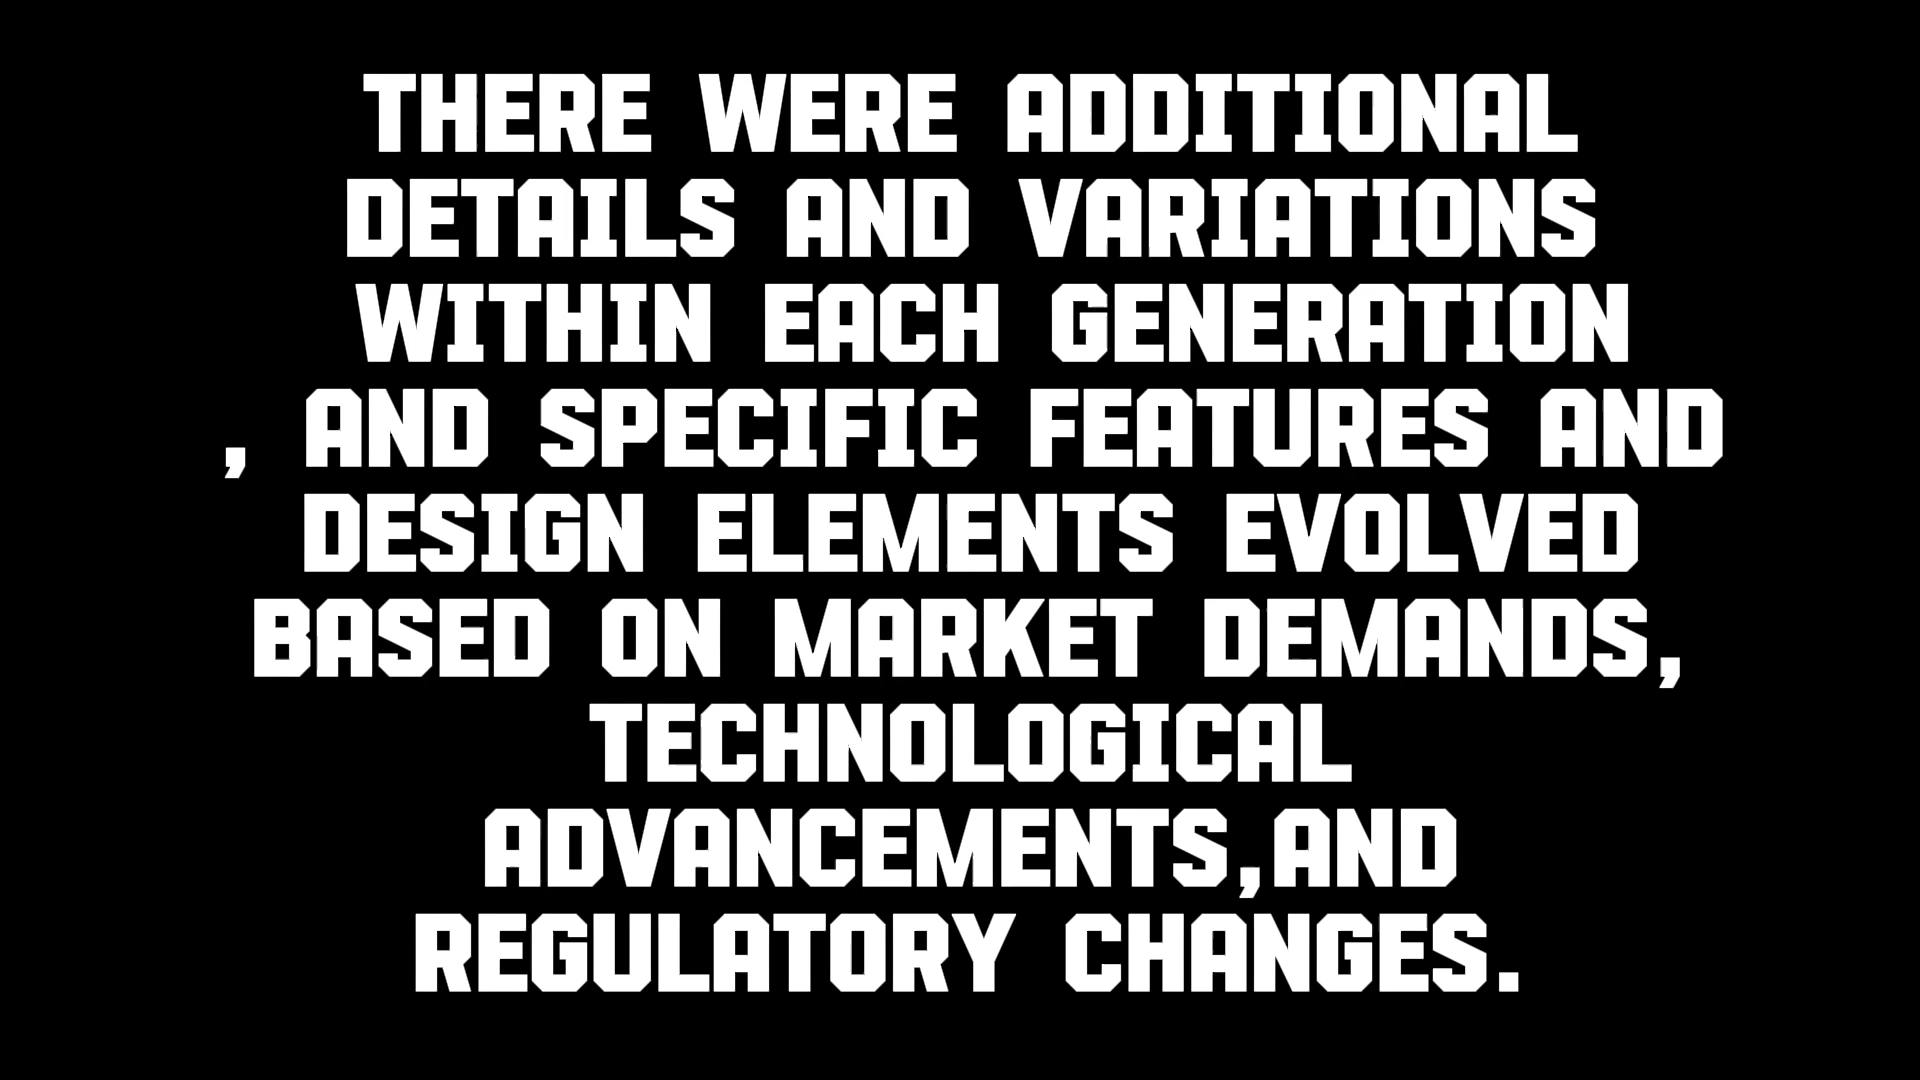 THERE WERE ADDITIONAL
DETAILS AND VARIATIONS
WITHIN EACH GENERATION
, AND SPECIFIC FEATURES AND
DESIGN ELEMENTS EVOLVED
BASED ON MARKET DEMANDS,
TECHNOLOGICAL
ADVANCEMENTS,AND
REGULATORY CHANGES.